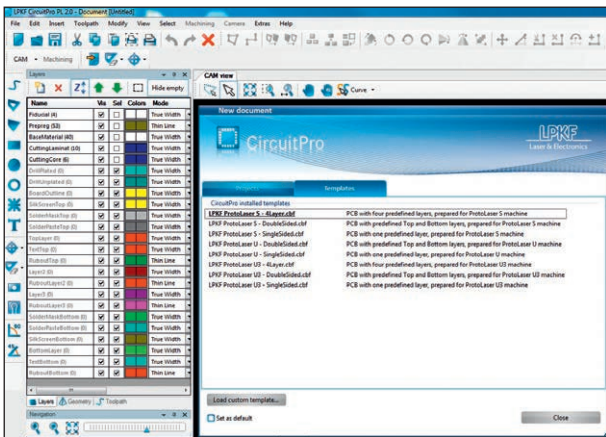 LPKF CircuitPro PL 2.0 - Document [Untitled]
File Edit Insert Toolpath Modify View Select Machining Camera Extras Help
CAM Machining
Layers
Hide empty
Name Vis Sel Colors Mode
Fiducial (4) True Width
Prepreg (53) Thin Line
BaseMaterial (40) True Width
CuttingLaminat (10) True Width
CuttingCore (6) True Width
DrillPlated (0) True Width
DrillUnplated (0) True Width
BoardOutline (0) True Width
SilkScreenTop (0) True Width
SolderMaskTop (0) True Width
SolderPasteTop (0) True Width
TopLayer (0) True Width
TextTop (0) True Width
RuboutTop (0) Thin Line
Layer2 (0) True Width
RuboutLayer2 (0) Thin Line
Layer3 (0) True Width
RuboutLayer3 (0) Thin Line
SolderMaskBottom (0) True Width
SolderPasteBottom (0) True Width
SilkScreenBottom (0) True Width
BottomLayer (0) True Width
TextBottom (0) True Width
RuboutBottom (0) Thin Line
Layers Geometry Toolpath
Navigation
CAM view
Curve
New document
CircuitPro
LPKF
Laser & Electronics
Projects Templates
CircuitPro installed templates
LPKF ProtoLaser S - 4Layer.cbf PCB with four predefined layers, prepared for ProtoLaser S machine
LPKF ProtoLaser S - DoubleSided.cbf PCB with predefined Top and Bottom layers, prepared for ProtoLaser S machine
LPKF ProtoLaser S - SingleSided.cbf PCB with one predefined layer, prepared for ProtoLaser S machine
LPKF ProtoLaser U - DoubleSided.cbf PCB with predefined Top and Bottom layers, prepared for ProtoLaser U machine
LPKF ProtoLaser U - SingleSided.cbf PCB with one predefined layer, prepared for ProtoLaser U machine
LPKF ProtoLaser U3 - 4Layer.cbf PCB with four predefined layers, prepared for ProtoLaser U3 machine
LPKF ProtoLaser U3 - DoubleSided.cbf PCB with predefined Top and Bottom layers, prepared for ProtoLaser U3 machine
LPKF ProtoLaser U3 - SingleSided.cbf PCB with one predefined layer, prepared for ProtoLaser U3 machine
Load custom template...
Set as default
Close